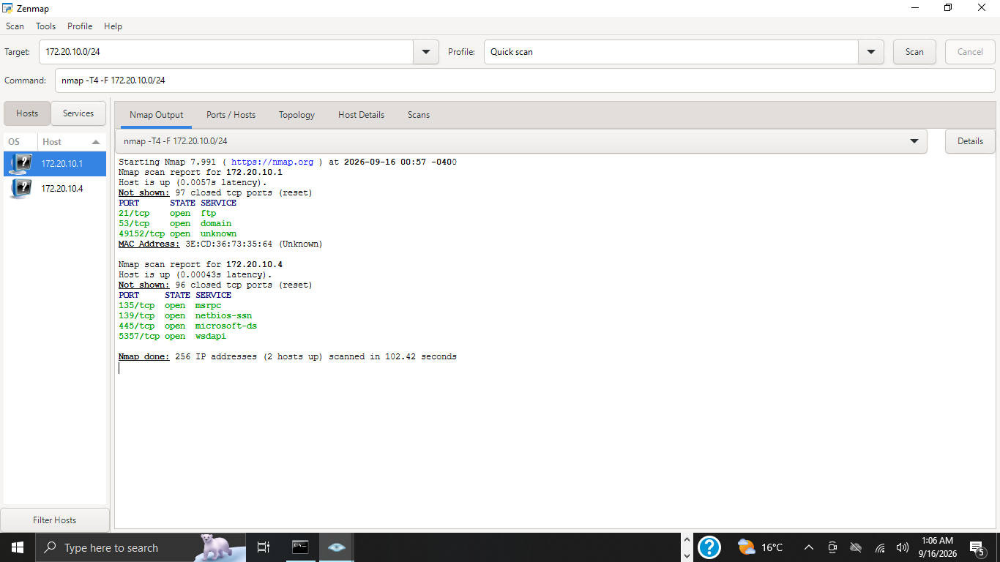 Zenmap
Scan Tools Profile Help
Target: 172.20.10.0/24 Profile: Quick scan Scan Cancel
Command: nmap -T4 -F 172.20.10.0/24
Hosts Services
OS Host
172.20.10.1
172.20.10.4
Filter Hosts
Nmap Output Ports / Hosts Topology Host Details Scans
nmap -T4 -F 172.20.10.0/24 Details
Starting Nmap 7.991 ( https://nmap.org ) at 2026-09-16 00:57 -0400
Nmap scan report for 172.20.10.1
Host is up (0.0057s latency).
Not shown: 97 closed tcp ports (reset)
PORT STATE SERVICE
21/tcp open ftp
53/tcp open domain
49152/tcp open unknown
MAC Address: 3E:CD:36:73:35:64 (Unknown)
Nmap scan report for 172.20.10.4
Host is up (0.00043s latency).
Not shown: 96 closed tcp ports (reset)
PORT STATE SERVICE
135/tcp open msrpc
139/tcp open netbios-ssn
445/tcp open microsoft-ds
5357/tcp open wsdapi
Nmap done: 256 IP addresses (2 hosts up) scanned in 102.42 seconds
Type here to search
16°C
1:06 AM
9/16/2026
5